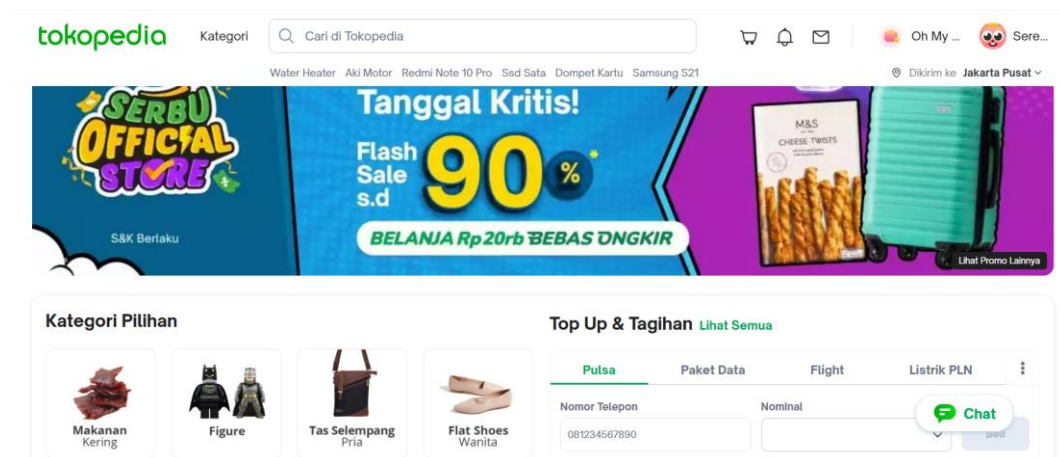 tokopedia
Kategori
Cari di Tokopedia
Oh My ...
Sere...
Water Heater Aki Motor Redmi Note 10 Pro Ssd Sata Dompet Kartu Samsung S21
Dikirim ke Jakarta Pusat
SERBU
OFFICIAL
STORE
S&K Berlaku
Tanggal Kritis!
Flash
Sale
s.d
90%*
BELANJA Rp20rb BEBAS ONGKIR
M&S
CHEESE TWISTS
Lihat Promo Lainnya
Kategori Pilihan
Makanan
Kering
Figure
Tas Selempang
Pria
Flat Shoes
Wanita
Top Up & Tagihan Lihat Semua
Pulsa
Paket Data
Flight
Listrik PLN
Nomor Telepon
Nominal
081234567890
Chat
Beli